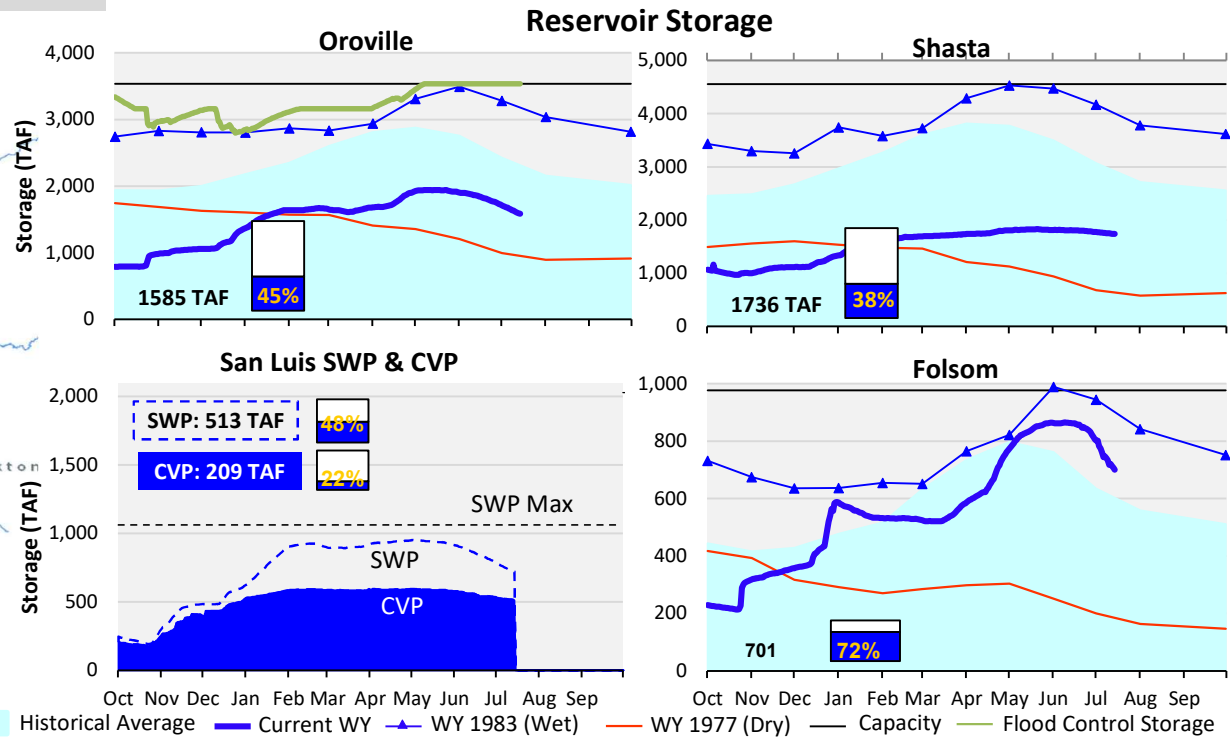 Reservoir Storage
Oroville
4,000
3,000
2,000
1,000
0
Storage (TAF)
1585 TAF
45%
Shasta
5,000
4,000
3,000
2,000
1,000
0
1736 TAF
38%
San Luis SWP & CVP
2,000
1,500
1,000
500
0
Storage (TAF)
SWP: 513 TAF
48%
CVP: 209 TAF
22%
SWP Max
SWP
CVP
Oct Nov Dec Jan Feb Mar Apr May Jun Jul Aug Sep
Folsom
1,000
800
600
400
200
0
701
72%
Oct Nov Dec Jan Feb Mar Apr May Jun Jul Aug Sep
kton
Historical Average Current WY WY 1983 (Wet) WY 1977 (Dry) Capacity Flood Control Storage